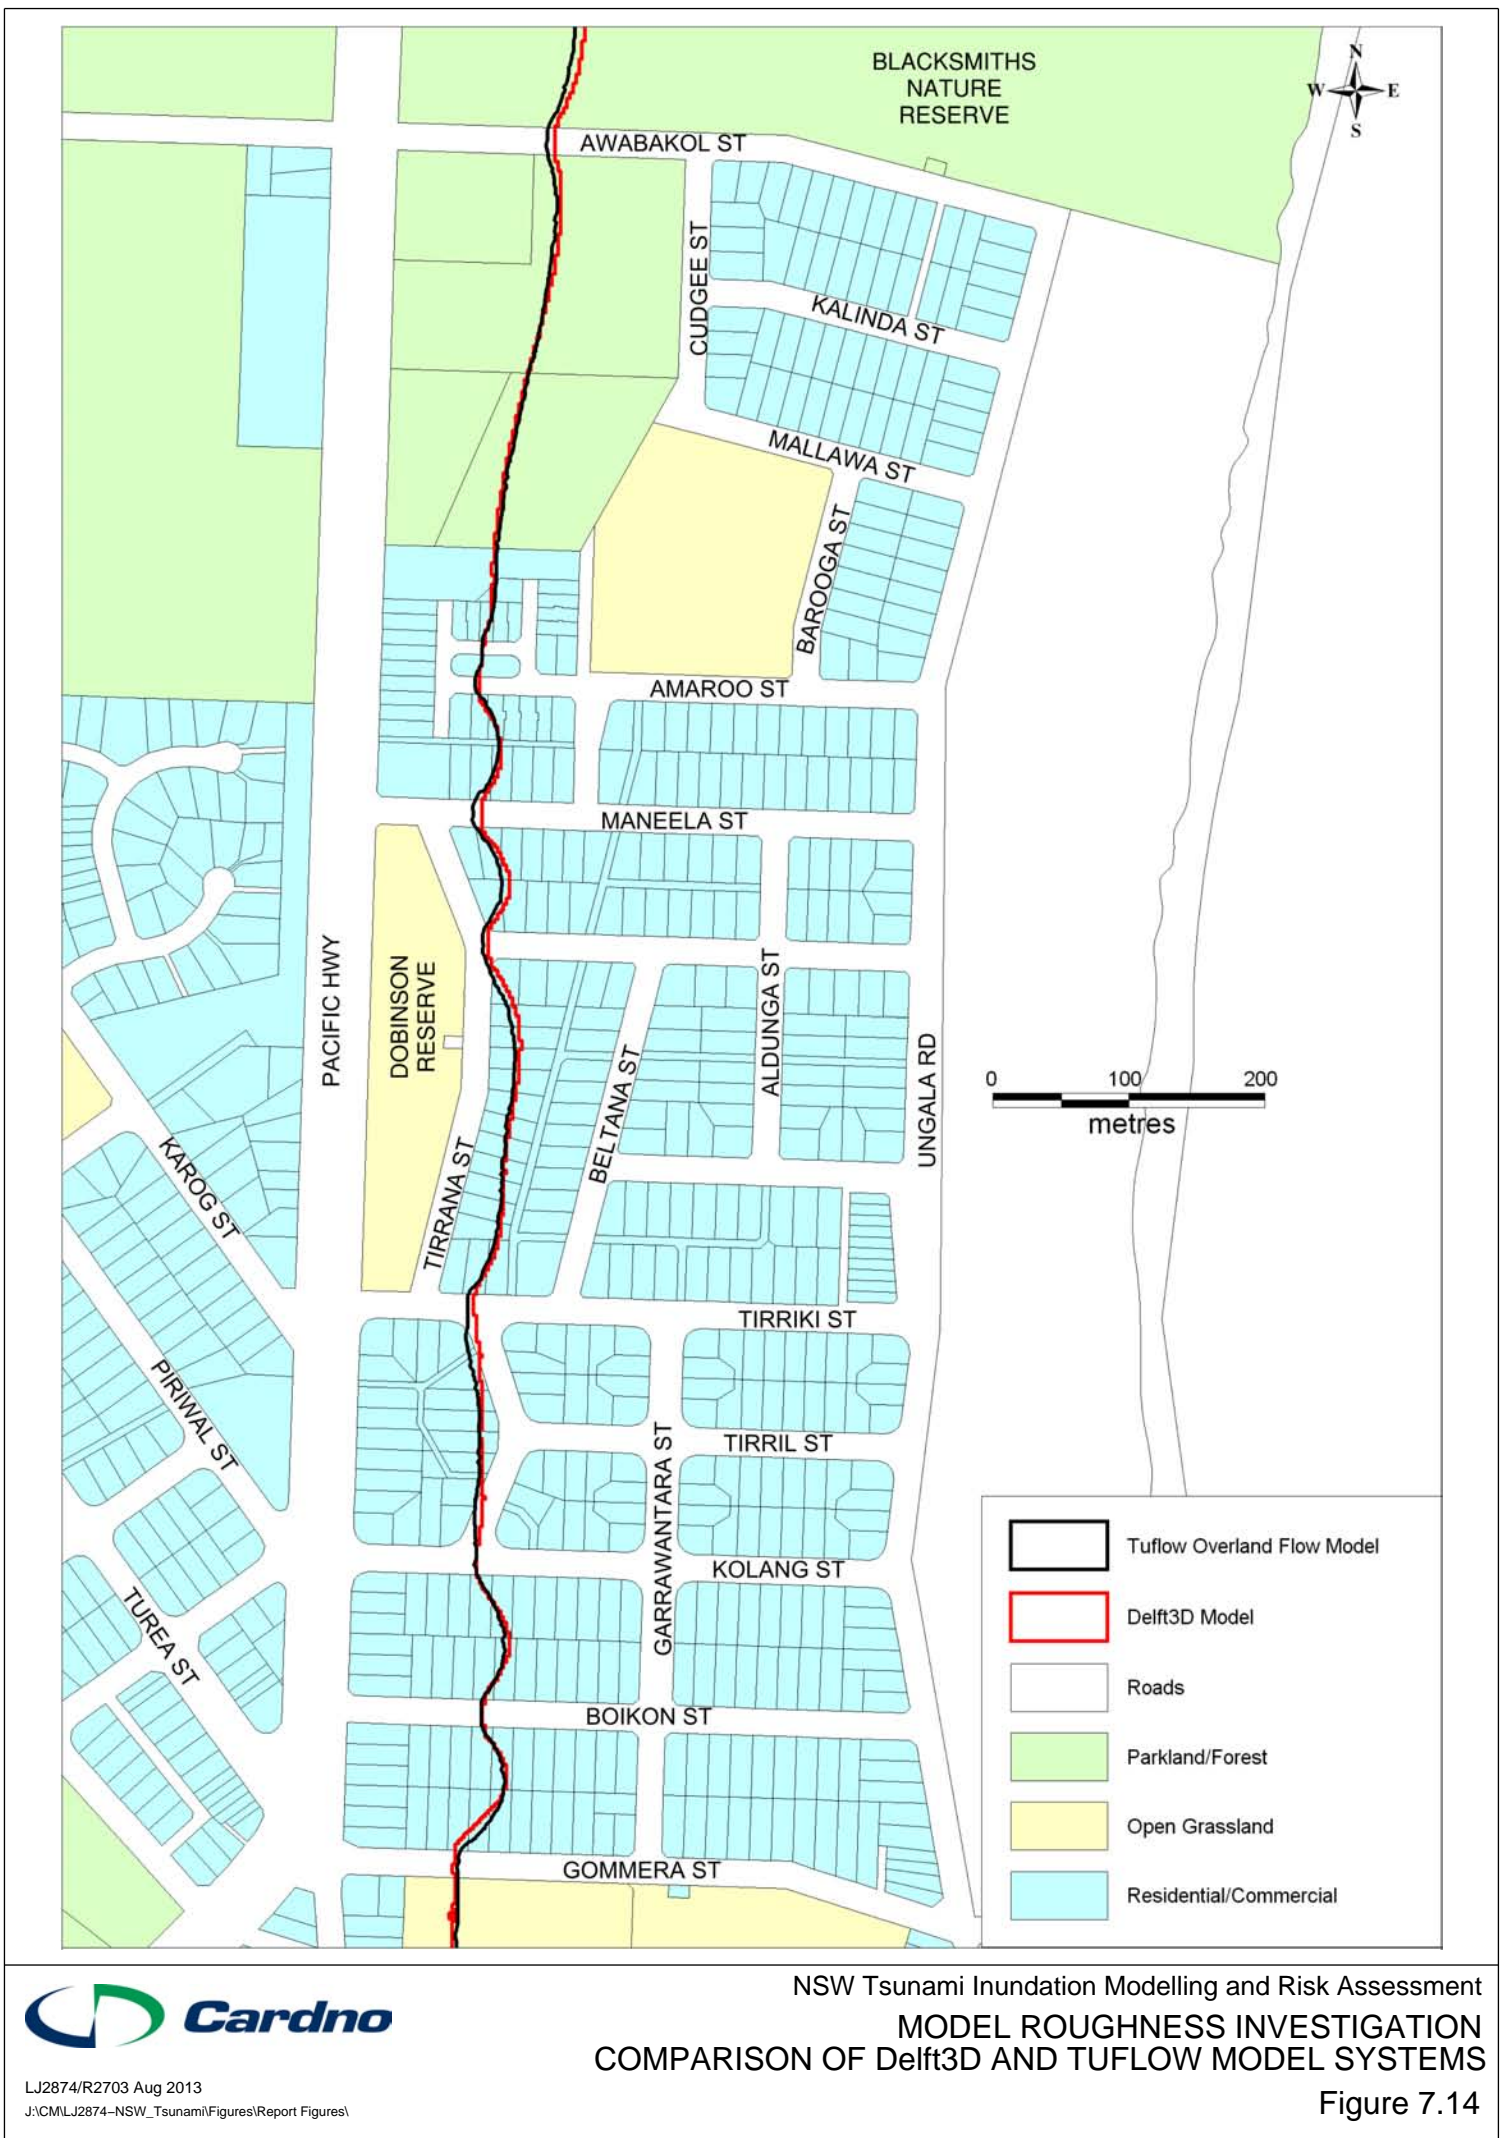 BLACKSMITHS
NATURE
RESERVE
N
W
E
S
AWABAKOL ST
CUDGEE ST
KALINDA ST
MALLAWA ST
BAROOGA ST
AMAROO ST
MANEELA ST
PACIFIC HWY
DOBINSON
RESERVE
ALDUNGA ST
BELTANA ST
UNGALA RD
0 100 200
metres
KAROG ST
TIRRANA ST
TIRRIKI ST
PIRIWAL ST
TIRRIL ST
GARRAWANTARA ST
KOLANG ST
TUREA ST
BOIKON ST
GOMMERA ST
Tuflow Overland Flow Model
Delft3D Model
Roads
Parkland/Forest
Open Grassland
Residential/Commercial
Cardno
LJ2874/R2703 Aug 2013
J:\CM\LJ2874–NSW_Tsunami\Figures\Report Figures\
NSW Tsunami Inundation Modelling and Risk Assessment
MODEL ROUGHNESS INVESTIGATION
COMPARISON OF Delft3D AND TUFLOW MODEL SYSTEMS
Figure 7.14